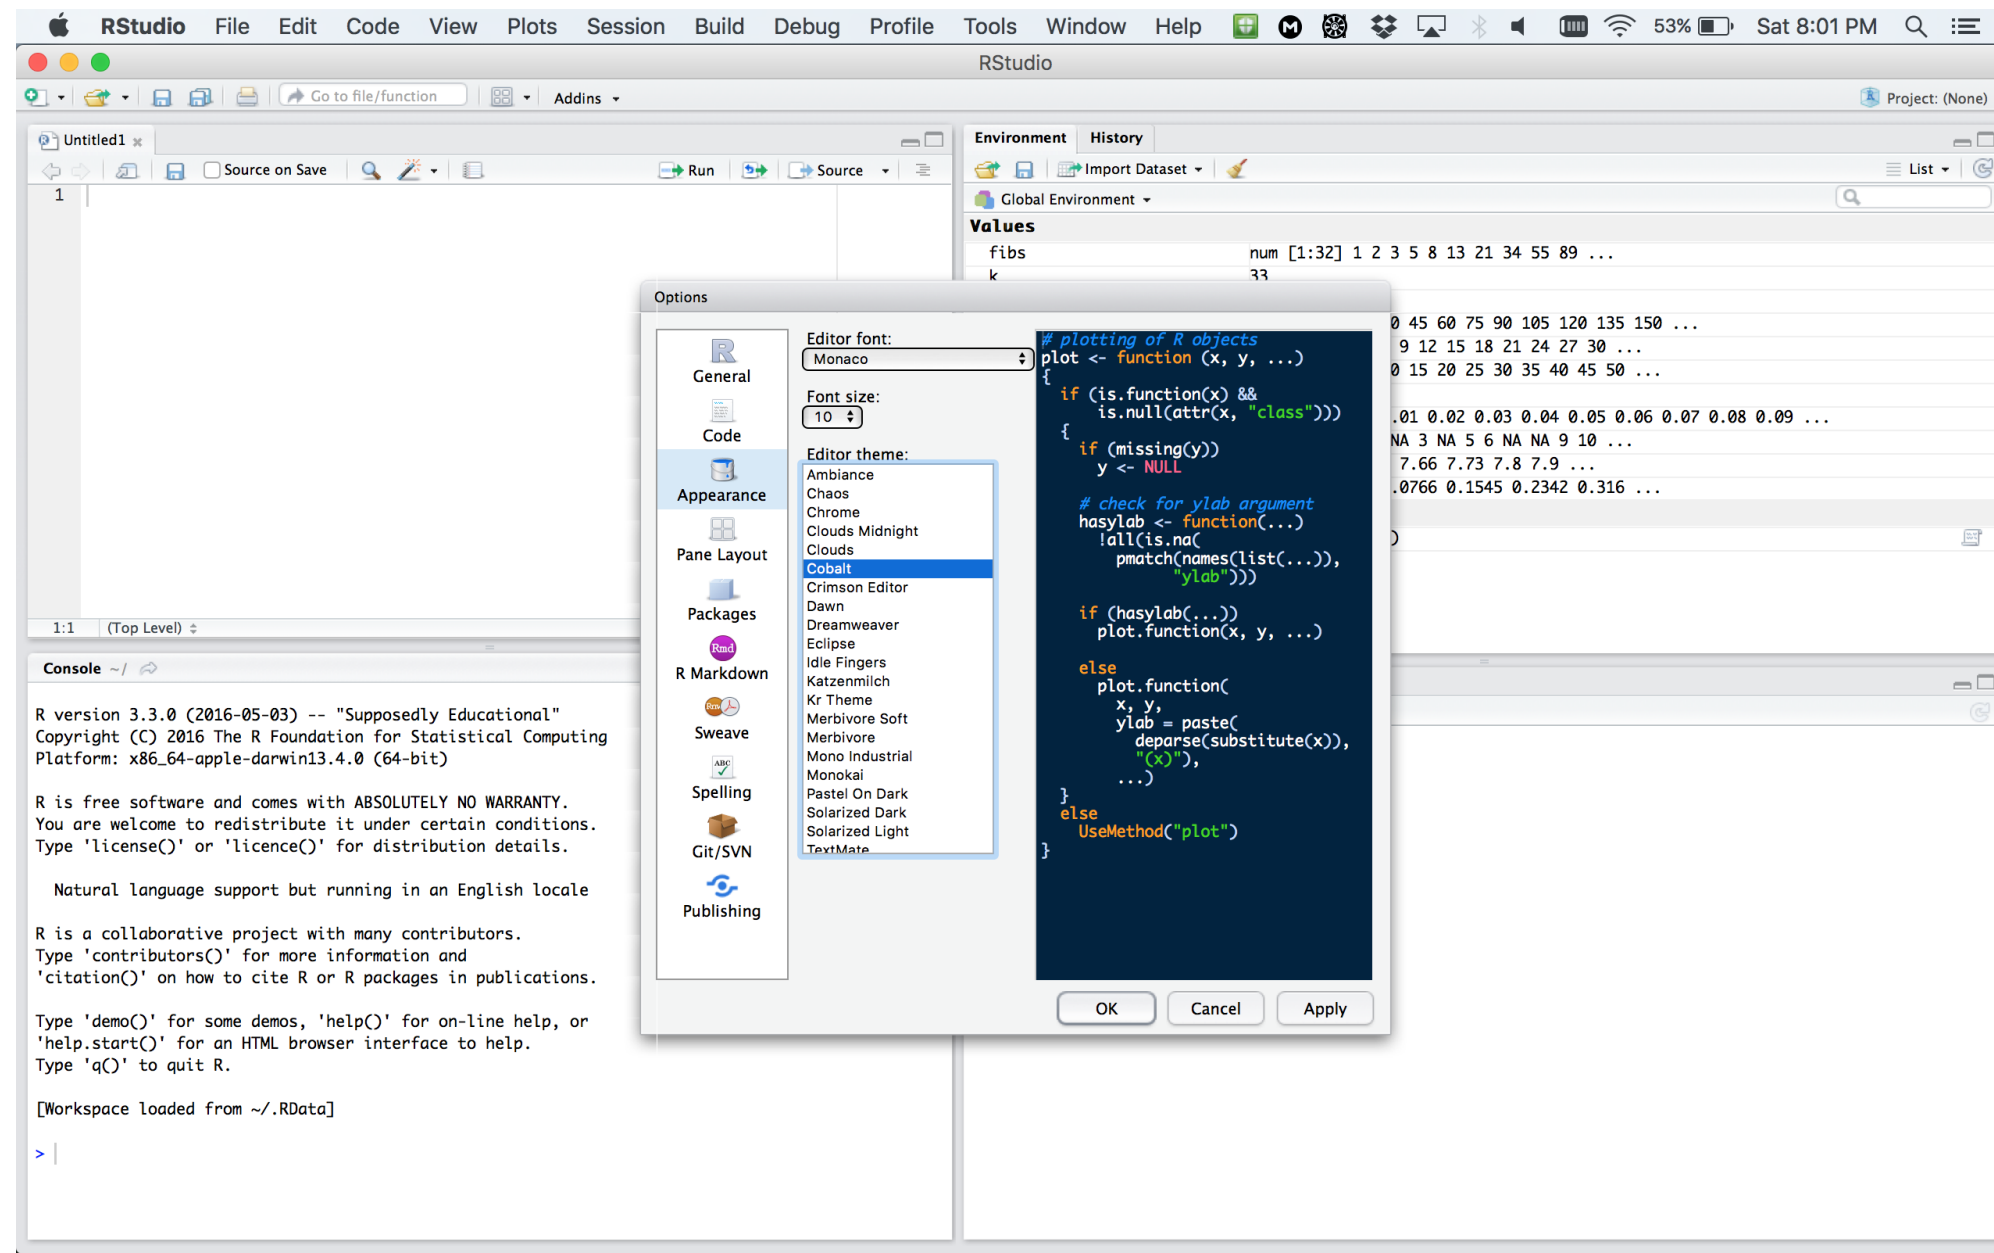 RStudio File Edit Code View Plots Session Build Debug Profile Tools Window Help 53% Sat 8:01 PM
RStudio
Go to file/function Addins Project: (None)
Untitled1
Source on Save Run Source
1
1:1 (Top Level)
Environment History
Import Dataset List
Global Environment
Values
fibs num [1:32] 1 2 3 5 8 13 21 34 55 89 ...
k 33
0 45 60 75 90 105 120 135 150 ...
9 12 15 18 21 24 27 30 ...
0 15 20 25 30 35 40 45 50 ...
.01 0.02 0.03 0.04 0.05 0.06 0.07 0.08 0.09 ...
NA 3 NA 5 6 NA NA 9 10 ...
7.66 7.73 7.8 7.9 ...
.0766 0.1545 0.2342 0.316 ...
)
Options
General
Code
Appearance
Pane Layout
Packages
Rmd
R Markdown
Rnw
Sweave
ABC
Spelling
Git/SVN
Publishing
Editor font:
Monaco
Font size:
10
Editor theme:
Ambiance
Chaos
Chrome
Clouds Midnight
Clouds
Cobalt
Crimson Editor
Dawn
Dreamweaver
Eclipse
Idle Fingers
Katzenmilch
Kr Theme
Merbivore Soft
Merbivore
Mono Industrial
Monokai
Pastel On Dark
Solarized Dark
Solarized Light
TextMate
# plotting of R objects
plot <- function (x, y, ...)
{
if (is.function(x) &&
is.null(attr(x, "class")))
{
if (missing(y))
y <- NULL
# check for ylab argument
hasylab <- function(...)
!all(is.na(
pmatch(names(list(...)),
"ylab")))
if (hasylab(...))
plot.function(x, y, ...)
else
plot.function(
x, y,
ylab = paste(
deparse(substitute(x)),
"(x)"),
...)
}
else
UseMethod("plot")
}
OK Cancel Apply
Console ~/
R version 3.3.0 (2016-05-03) -- "Supposedly Educational"
Copyright (C) 2016 The R Foundation for Statistical Computing
Platform: x86_64-apple-darwin13.4.0 (64-bit)
R is free software and comes with ABSOLUTELY NO WARRANTY.
You are welcome to redistribute it under certain conditions.
Type 'license()' or 'licence()' for distribution details.
Natural language support but running in an English locale
R is a collaborative project with many contributors.
Type 'contributors()' for more information and
'citation()' on how to cite R or R packages in publications.
Type 'demo()' for some demos, 'help()' for on-line help, or
'help.start()' for an HTML browser interface to help.
Type 'q()' to quit R.
[Workspace loaded from ~/.RData]
>